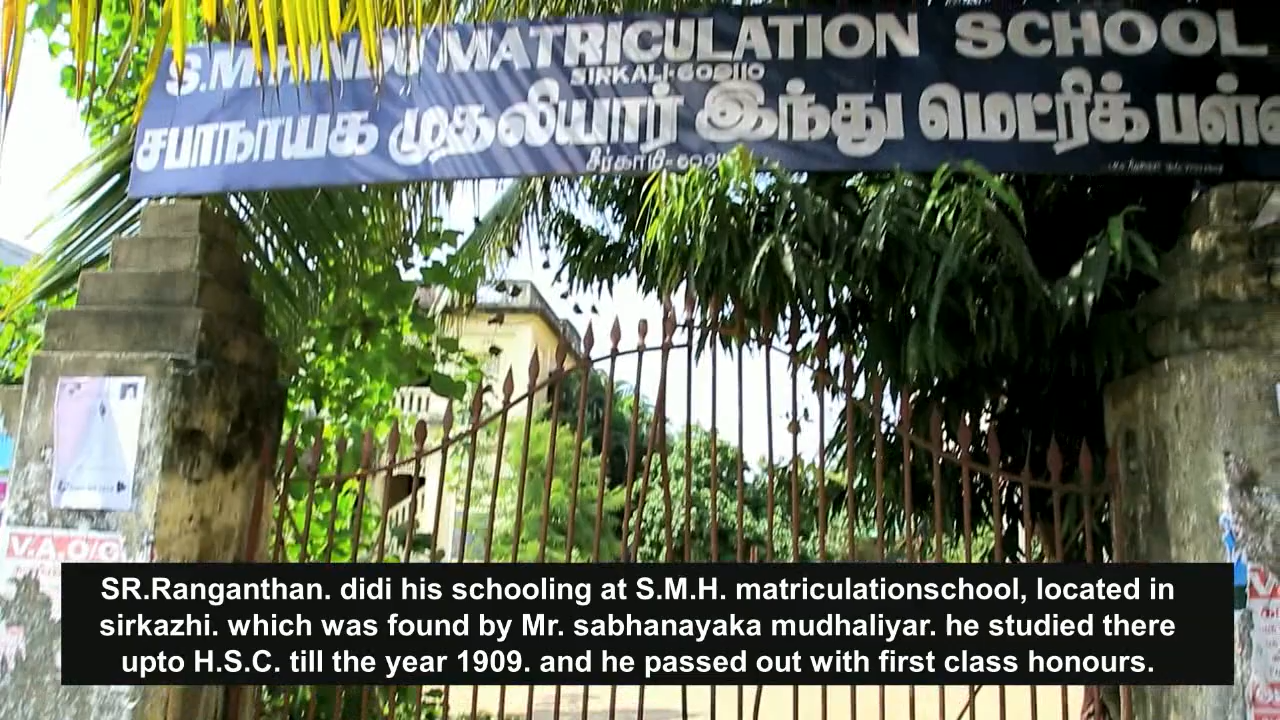 S.M.HINDU MATRICULATION SCHOOL
SIRKALI-609110
சபாநாயக முதலியார் இந்து மெட்ரிக் பள்
சீர்காழி-
V.A.O/G
SR.Ranganthan. didi his schooling at S.M.H. matriculationschool, located in
sirkazhi. which was found by Mr. sabhanayaka mudhaliyar. he studied there
upto H.S.C. till the year 1909. and he passed out with first class honours.